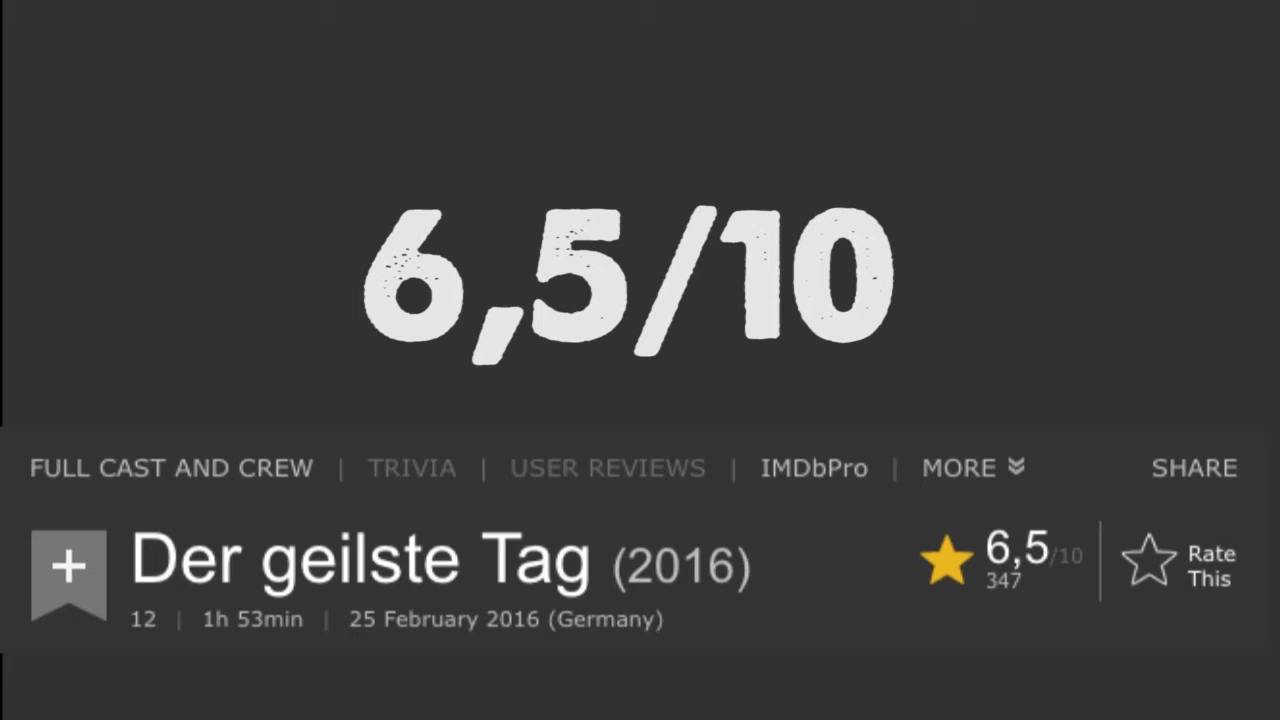 6,5/10
FULL CAST AND CREW | TRIVIA | USER REVIEWS | IMDbPro | MORE SHARE
+ Der geilste Tag (2016) 6,5/10 Rate This
347
12 | 1h 53min | 25 February 2016 (Germany)